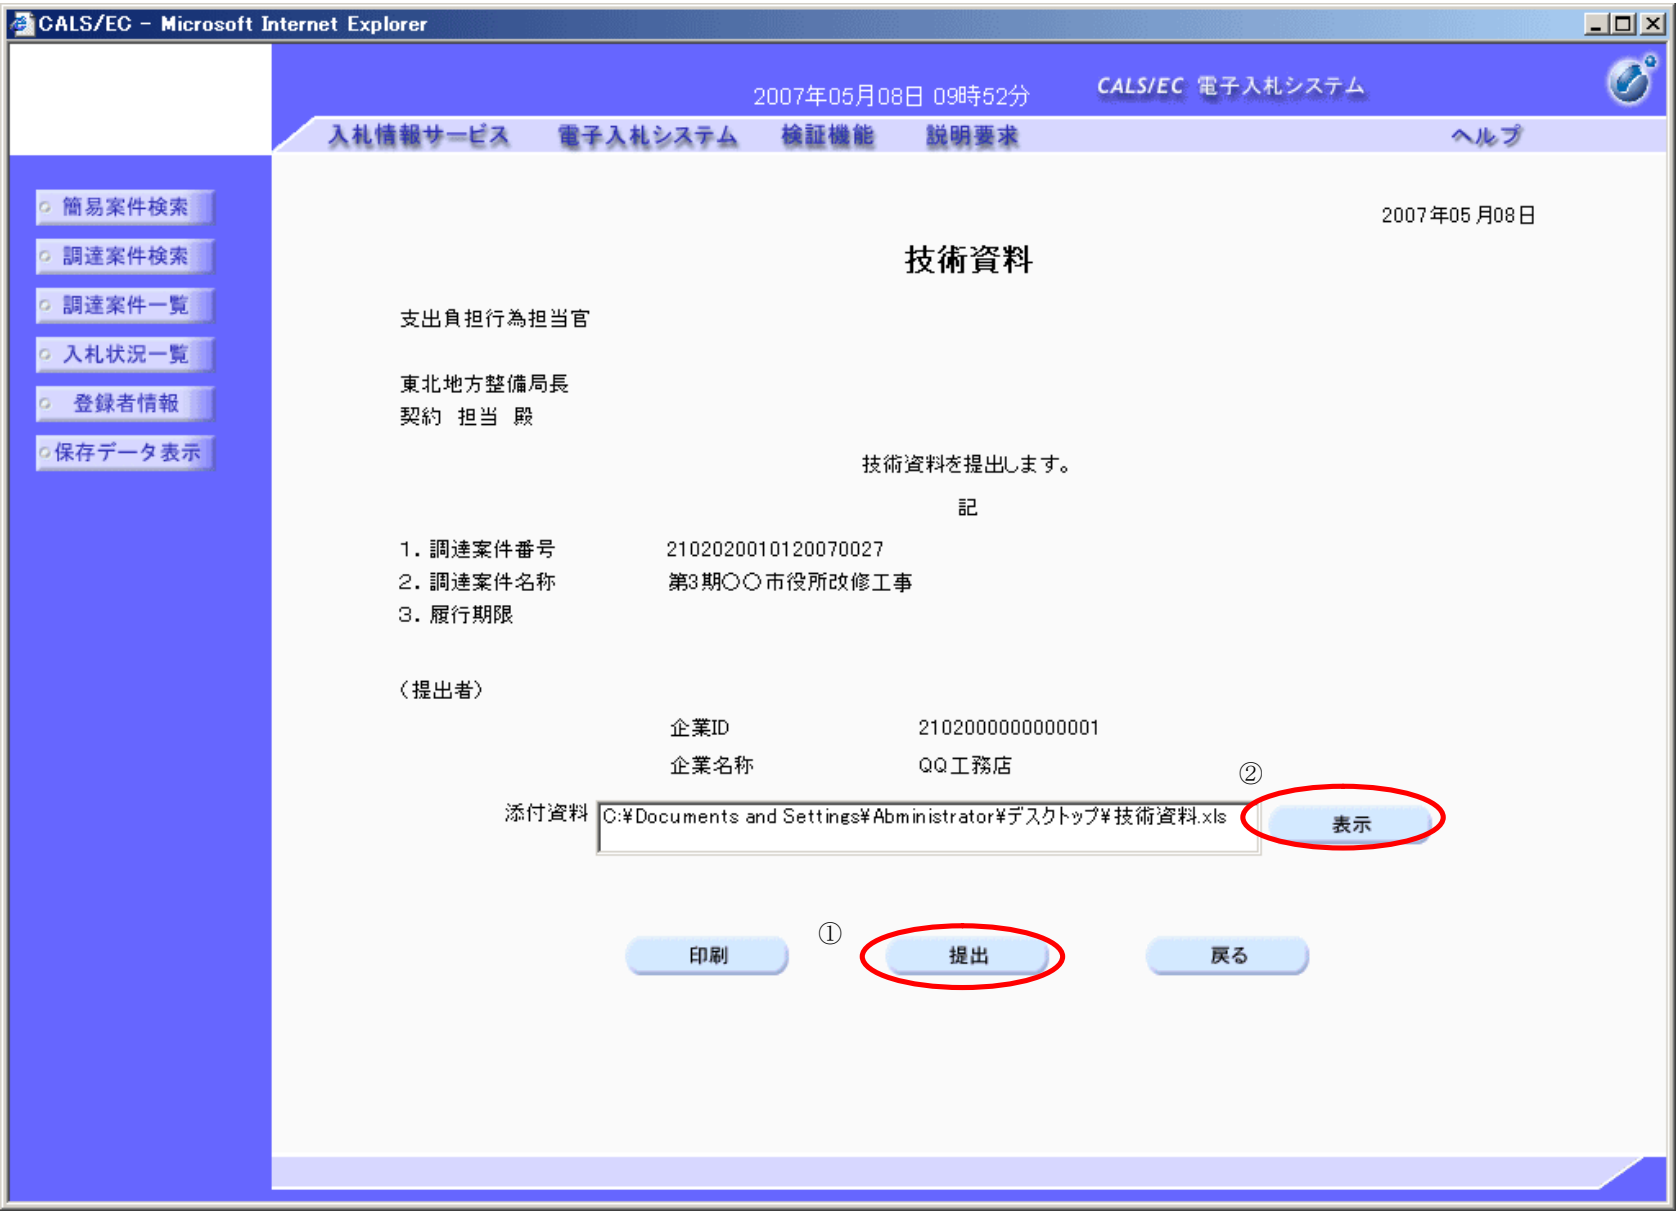 CALS/EC - Microsoft Internet Explorer
2007年05月08日 09時52分
CALS/EC 電子入札システム
入札情報サービス 電子入札システム 検証機能 説明要求 ヘルプ
簡易案件検索
調達案件検索
調達案件一覧
入札状況一覧
登録者情報
保存データ表示
2007年05月08日
技術資料
支出負担行為担当官
東北地方整備局長
契約 担当 殿
技術資料を提出します。
記
1．調達案件番号 2102020010120070027
2．調達案件名称 第3期〇〇市役所改修工事
3．履行期限
（提出者）
企業ID 2102000000000001
企業名称 QQ工務店
②
添付資料 C:¥Documents and Settings¥Abministrator¥デスクトップ¥技術資料.xls 表示
①
印刷 提出 戻る